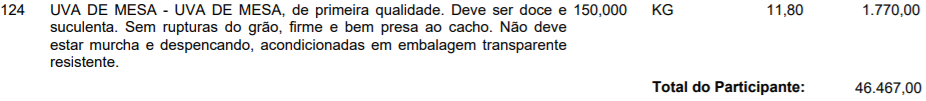 124 UVA DE MESA - UVA DE MESA, de primeira qualidade. Deve ser doce e 150,000 KG 11,80 1.770,00
suculenta. Sem rupturas do grão, firme e bem presa ao cacho. Não deve
estar murcha e despencando, acondicionadas em embalagem transparente
resistente.
Total do Participante: 46.467,00